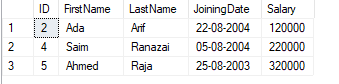 ID FirstName LastName JoiningDate Salary
1 2 Ada Arif 22-08-2004 120000
2 4 Saim Ranazai 05-08-2004 220000
3 5 Ahmed Raja 25-08-2003 320000